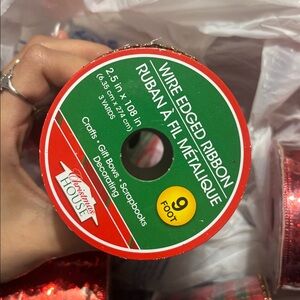 WIRE EDGED RIBBON
RUBAN À FIL METALIQUE
2.5 in x 108 in
(6.35 cm x 274 cm)
3 YARDS
Crafts • Gift Bows • Scrapbooks
Decorating
9
FOOT
Christmas
HOUSE